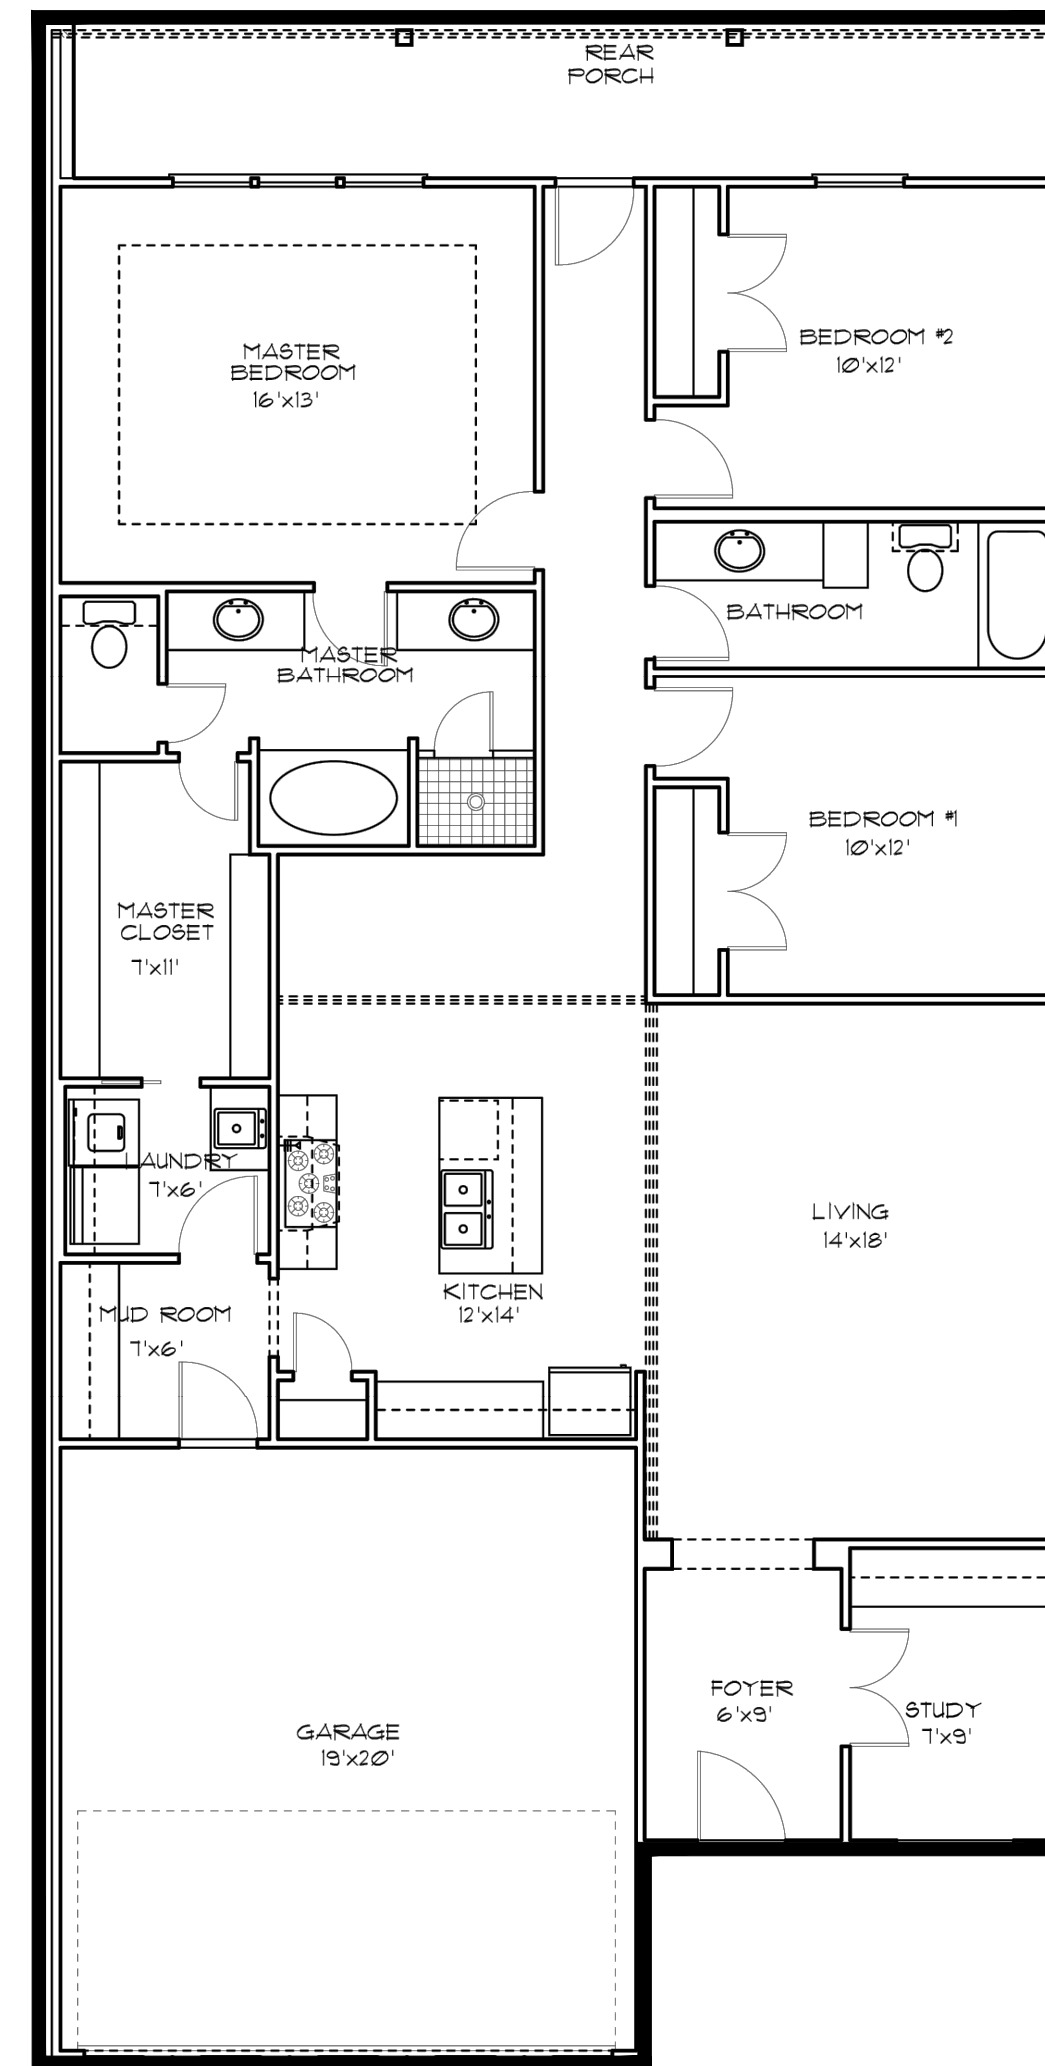 REAR
PORCH
BEDROOM #2
10'x12'
MASTER
BEDROOM
16'x13'
BATHROOM
MASTER
BATHROOM
BEDROOM #1
10'x12'
MASTER
CLOSET
7'x11'
LAUNDRY
7'x6'
LIVING
14'x18'
KITCHEN
12'x14'
MUD ROOM
7'x6'
FOYER
6'x9'
STUDY
7'x9'
GARAGE
19'x20'